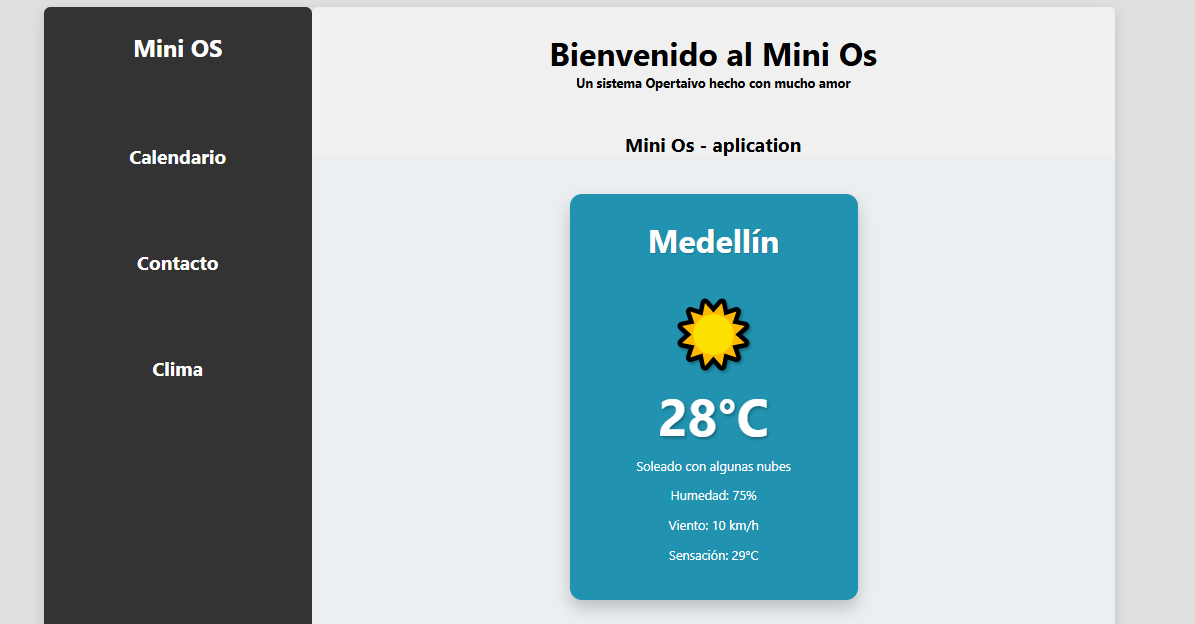 Mini OS
Calendario
Contacto
Clima
Bienvenido al Mini Os
Un sistema Opertaivo hecho con mucho amor
Mini Os - aplication
Medellín
28°C
Soleado con algunas nubes
Humedad: 75%
Viento: 10 km/h
Sensación: 29°C